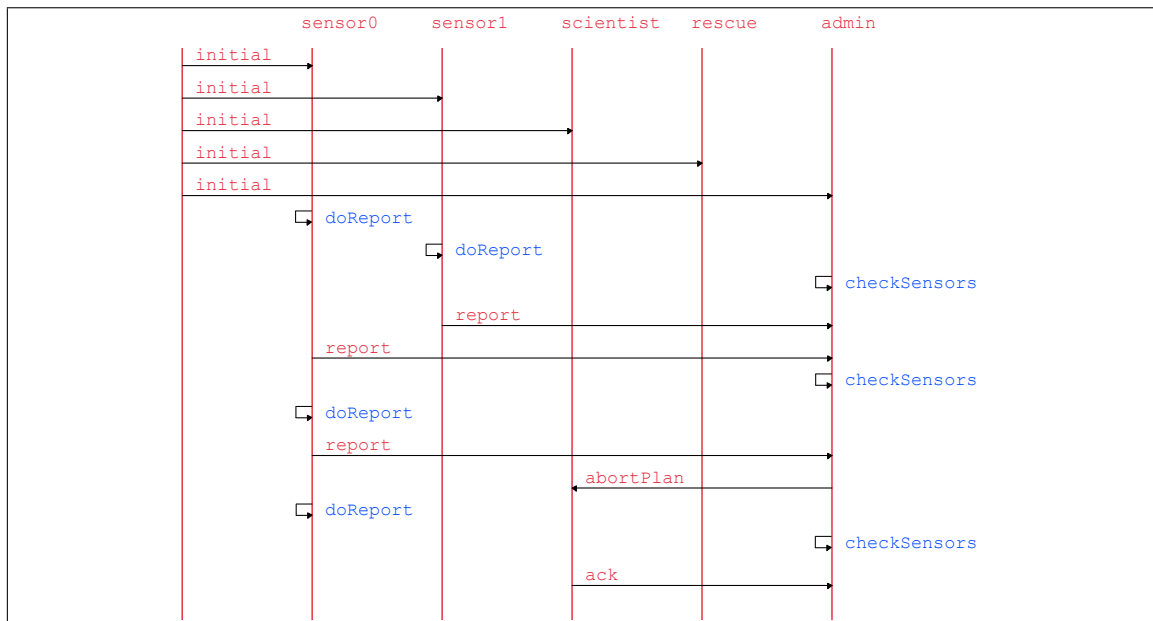 sensor0 sensor1 scientist rescue admin
initial
initial
initial
initial
initial
doReport
doReport
checkSensors
report
report
checkSensors
doReport
report
abortPlan
doReport
checkSensors
ack